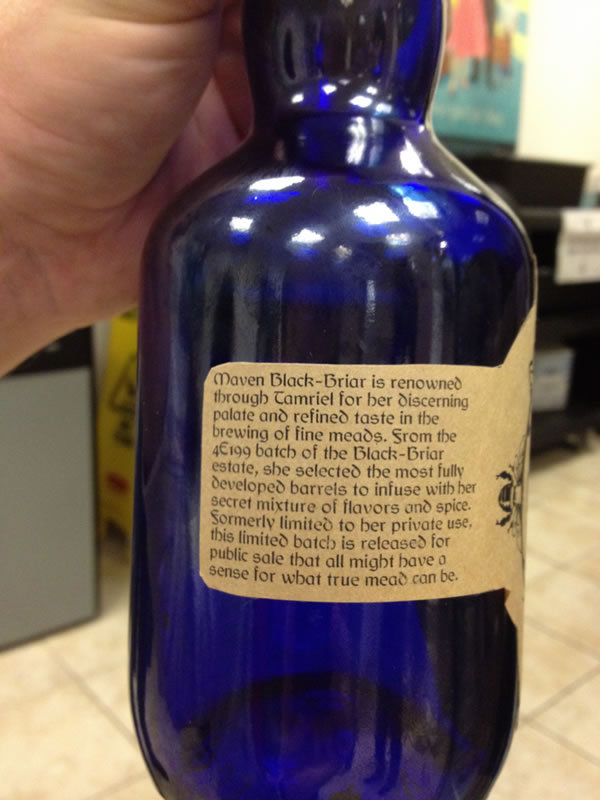 Maven Black-Briar is renowned
through Tamriel for her discerning
palate and refined taste in the
brewing of fine meads. From the
4E199 batch of the Black-Briar
estate, she selected the most fully
developed barrels to infuse with her
secret mixture of flavors and spice.
Formerly limited to her private use,
this limited batch is released for
public sale that all might have a
sense for what true mead can be.